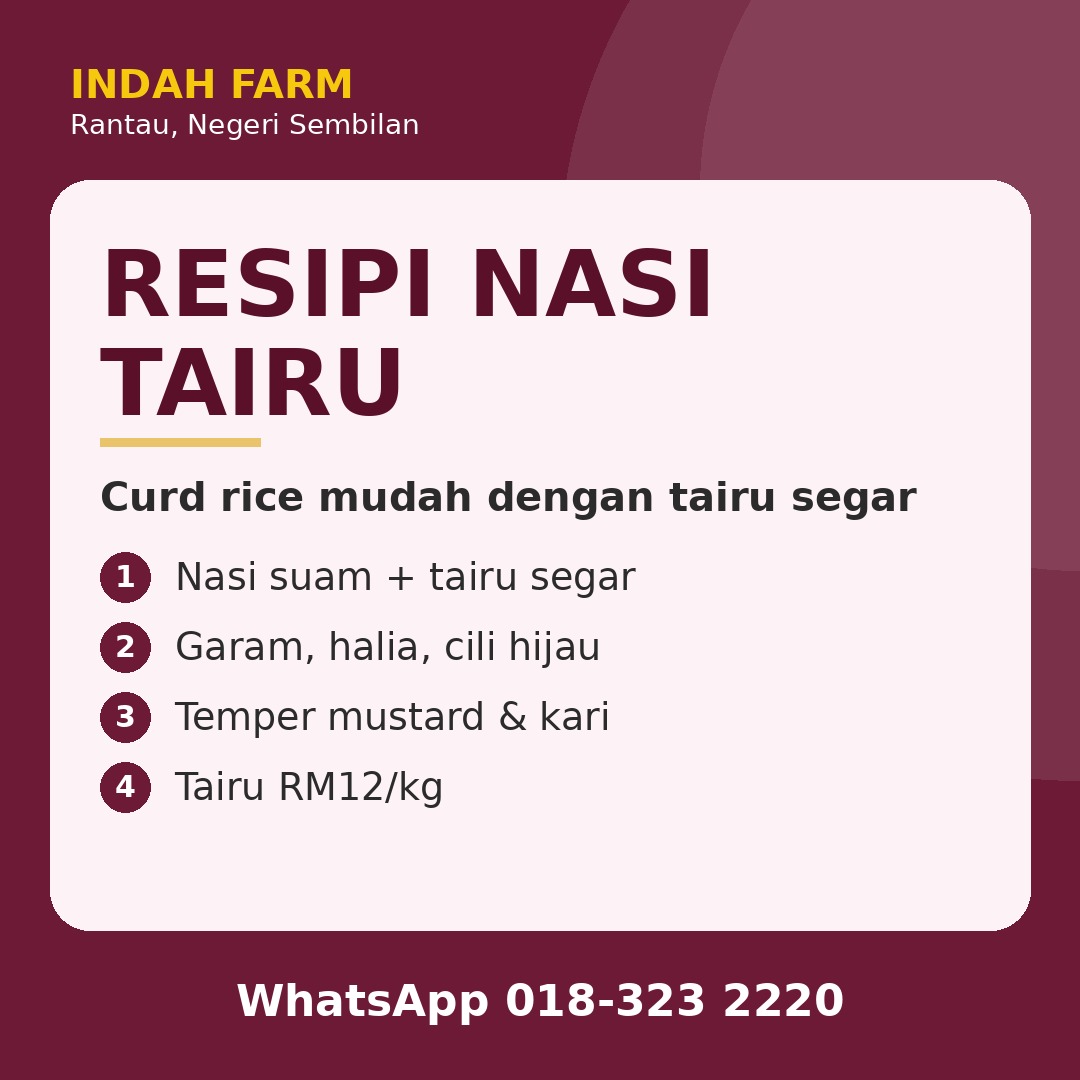 INDAH FARM
Rantau, Negeri Sembilan
RESIPI NASI
TAIRU
Curd rice mudah dengan tairu segar
1 Nasi suam + tairu segar
2 Garam, halia, cili hijau
3 Temper mustard & kari
4 Tairu RM12/kg
WhatsApp 018-323 2220